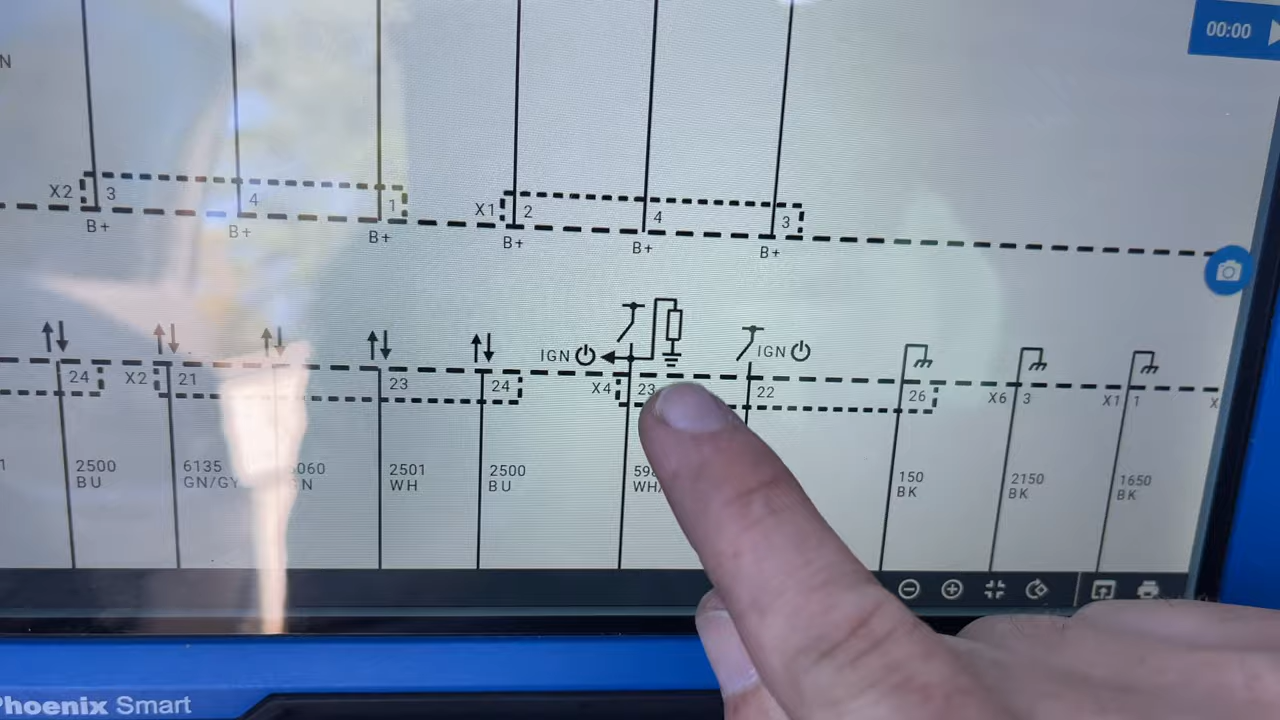 00:00
N
X2 3 4 1
X1 2 4 3
B+ B+ B+ B+ B+ B+
IGN IGN
24 X2 21 23 24 X4 23 22 26 X6 3 X1 1 X
1 2500 6135 2501 2500 150 2150 1650
BU WH BU BK BK BK
Phoenix Smart